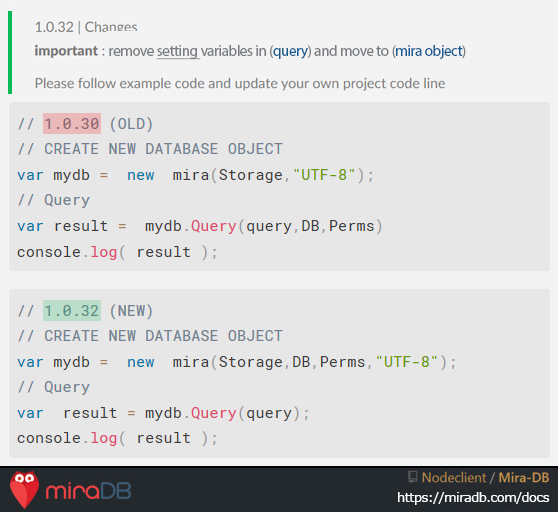 1.0.32 | Changes
important : remove setting variables in (query) and move to (mira object)
Please follow example code and update your own project code line
// 1.0.30 (OLD)
// CREATE NEW DATABASE OBJECT
var mydb =  new  mira(Storage,"UTF-8");
// Query
var result =  mydb.Query(query,DB,Perms)
console.log( result );
// 1.0.32 (NEW)
// CREATE NEW DATABASE OBJECT
var mydb =  new  mira(Storage,DB,Perms,"UTF-8");
// Query
var  result = mydb.Query(query);
console.log( result );
miraDB
Nodeclient / Mira-DB
https://miradb.com/docs